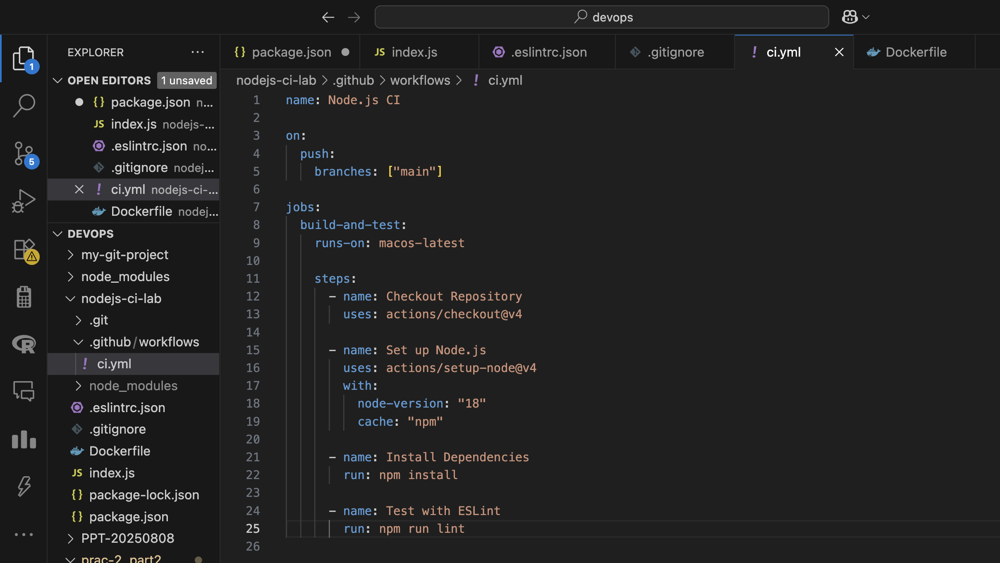 devops
EXPLORER ...
1
OPEN EDITORS 1 unsaved
{} package.json n...
JS index.js nodejs-...
.eslintrc.json no...
.gitignore nodej...
! ci.yml nodejs-ci-...
Dockerfile nodej...
5
DEVOPS
my-git-project
node_modules
nodejs-ci-lab
.git
.github/workflows
! ci.yml
node_modules
.eslintrc.json
.gitignore
Dockerfile
JS index.js
{} package-lock.json
{} package.json
PPT-20250808
prac-2_part2
R
{} package.json
JS index.js
.eslintrc.json
.gitignore
! ci.yml
Dockerfile
nodejs-ci-lab > .github > workflows > ! ci.yml
1 name: Node.js CI
2
3 on:
4 push:
5 branches: ["main"]
6
7 jobs:
8 build-and-test:
9 runs-on: macos-latest
10
11 steps:
12 - name: Checkout Repository
13 uses: actions/checkout@v4
14
15 - name: Set up Node.js
16 uses: actions/setup-node@v4
17 with:
18 node-version: "18"
19 cache: "npm"
20
21 - name: Install Dependencies
22 run: npm install
23
24 - name: Test with ESLint
25 run: npm run lint
26